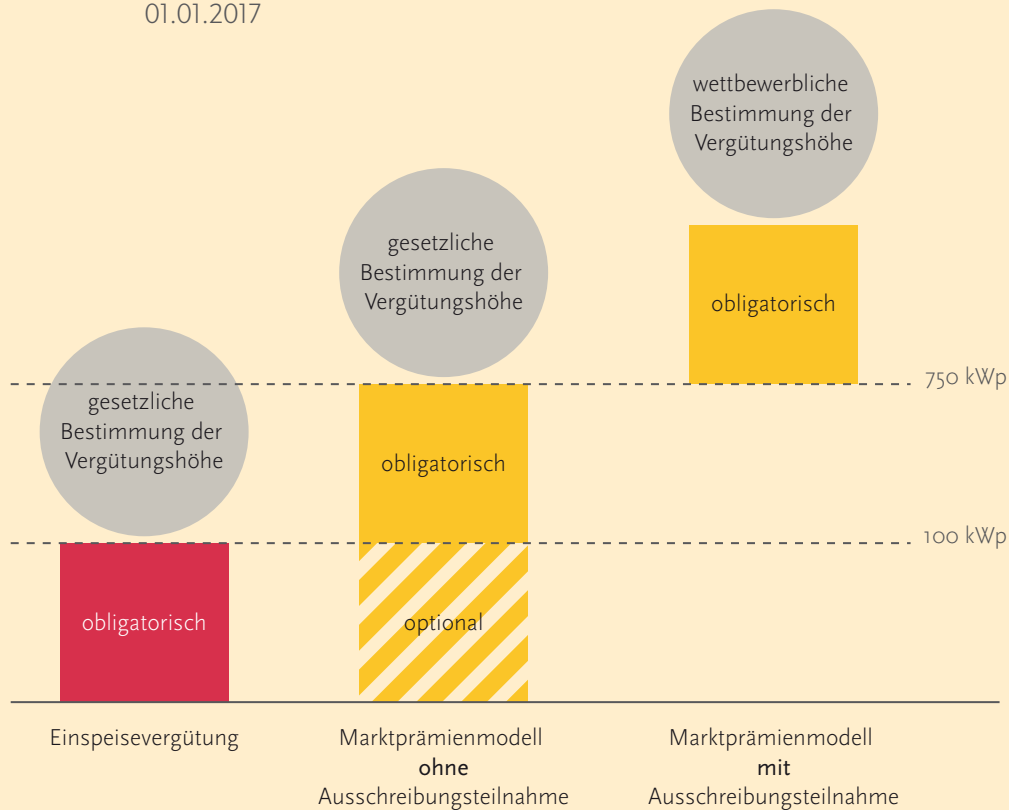 01.01.2017
wettbewerbliche
Bestimmung der
Vergütungshöhe
gesetzliche
Bestimmung der
Vergütungshöhe
obligatorisch
750 kWp
gesetzliche
Bestimmung der
Vergütungshöhe
obligatorisch
100 kWp
obligatorisch
optional
Einspeisevergütung
Marktprämienmodell
ohne
Ausschreibungsteilnahme
Marktprämienmodell
mit
Ausschreibungsteilnahme